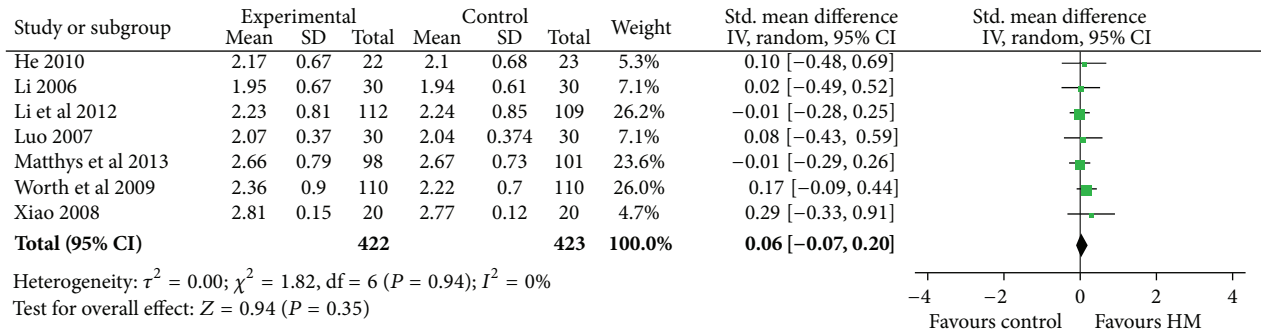 Study or subgroup Experimental Control Weight Std. mean difference Std. mean difference
Mean SD Total Mean SD Total IV, random, 95% CI IV, random, 95% CI
He 2010 2.17 0.67 22 2.1 0.68 23 5.3% 0.10 [−0.48, 0.69]
Li 2006 1.95 0.67 30 1.94 0.61 30 7.1% 0.02 [−0.49, 0.52]
Li et al 2012 2.23 0.81 112 2.24 0.85 109 26.2% −0.01 [−0.28, 0.25]
Luo 2007 2.07 0.37 30 2.04 0.374 30 7.1% 0.08 [−0.43, 0.59]
Matthys et al 2013 2.66 0.79 98 2.67 0.73 101 23.6% −0.01 [−0.29, 0.26]
Worth et al 2009 2.36 0.9 110 2.22 0.7 110 26.0% 0.17 [−0.09, 0.44]
Xiao 2008 2.81 0.15 20 2.77 0.12 20 4.7% 0.29 [−0.33, 0.91]
Total (95% CI) 422 423 100.0% 0.06 [−0.07, 0.20]
Heterogeneity: τ² = 0.00; χ² = 1.82, df = 6 (P = 0.94); I² = 0%
Test for overall effect: Z = 0.94 (P = 0.35)
−4 −2 0 2 4
Favours control Favours HM